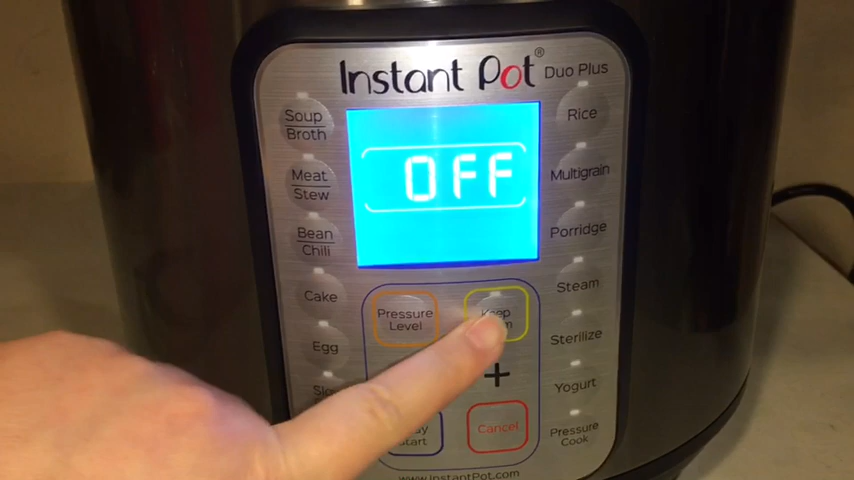 Instant Pot® Duo Plus
OFF
Soup
Broth
Meat
Stew
Bean
Chili
Cake
Egg
Rice
Multigrain
Porridge
Steam
Sterilize
Yogurt
Pressure
Cook
Pressure
Level
Keep
+
Cancel
www.InstantPot.com